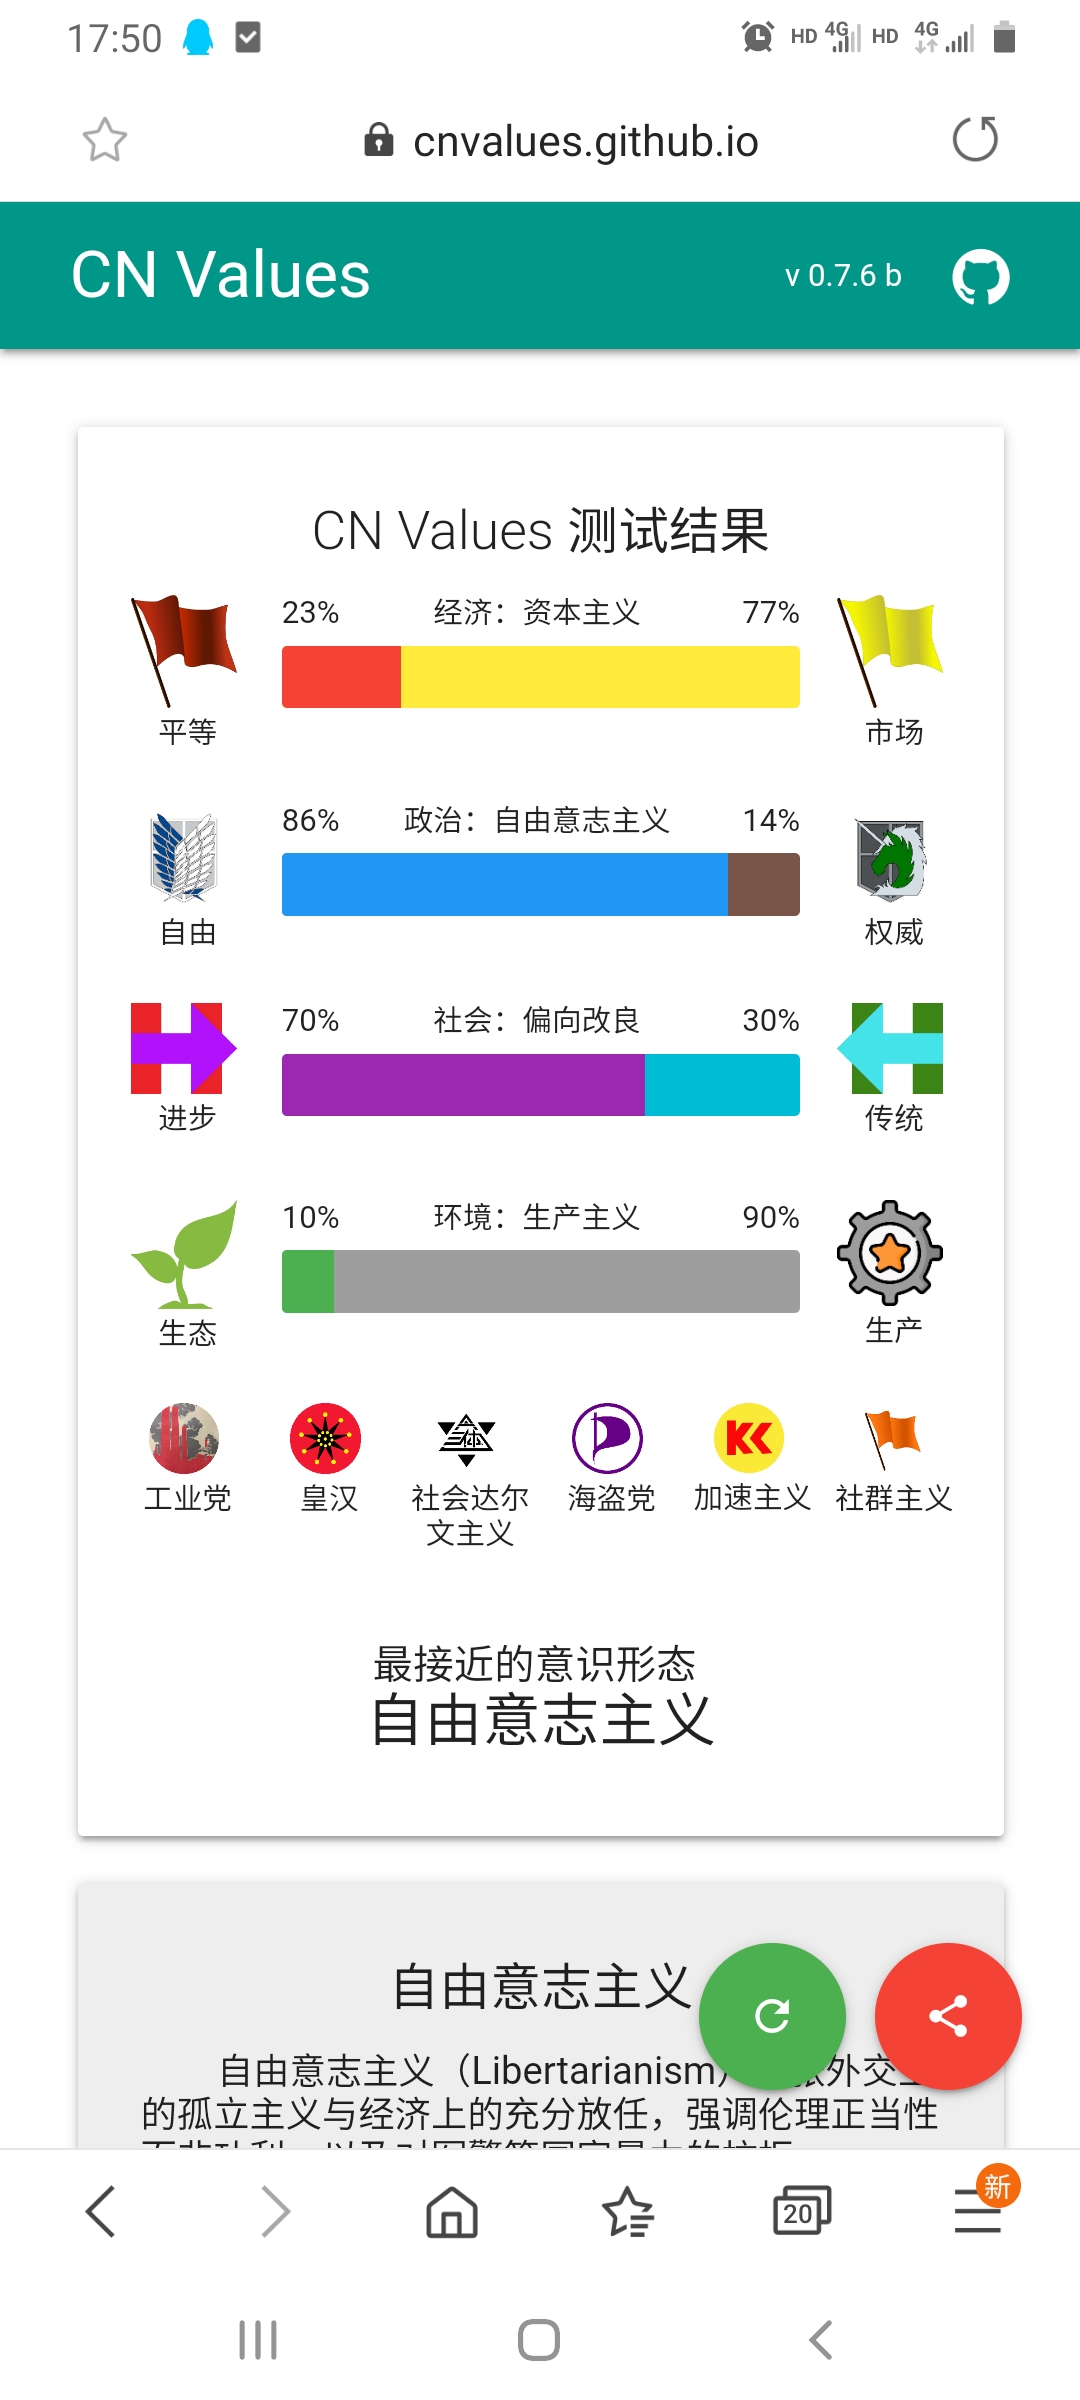 17:50
HD 4G HD 4G
cnvalues.github.io
CN Values
v 0.7.6 b
CN Values 测试结果
23% 经济：资本主义 77%
平等 市场
86% 政治：自由意志主义 14%
自由 权威
70% 社会：偏向改良 30%
进步 传统
10% 环境：生产主义 90%
生态 生产
工业党 皇汉 社会达尔文主义 海盗党 加速主义 社群主义
最接近的意识形态
自由意志主义
自由意志主义
自由意志主义（Libertarianism） 外交
的孤立主义与经济上的充分放任，强调伦理正当性
20
新